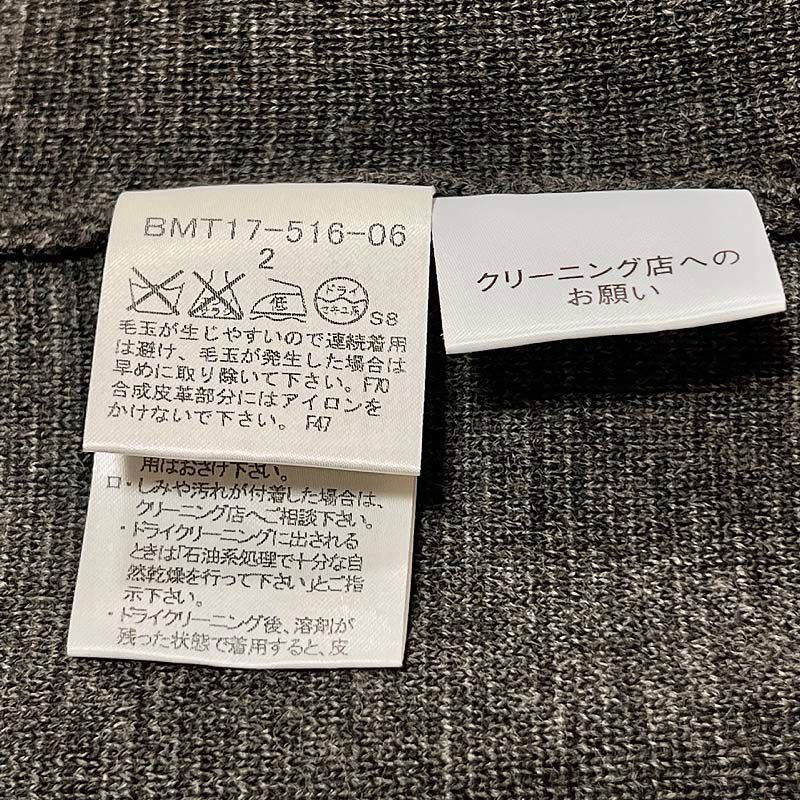 BMT17-516-06
2
エンソ
低
ドライ
セキユ系
S8
毛玉が生じやすいので連続着用
は避け、毛玉が発生した場合は
早めに取り除いて下さい。F70
合成皮革部分にはアイロンを
かけないで下さい。 F47
用はおさけ下さい。
ロ・しみや汚れが付着した場合は、
クリーニング店へご相談下さい。
・ドライクリーニングに出される
ときは「石油系処理で十分な自
然乾燥を行って下さい」とご指
示下さい。
・ドライクリーニング後、溶剤が
残った状態で着用すると、皮
クリーニング店への
お願い